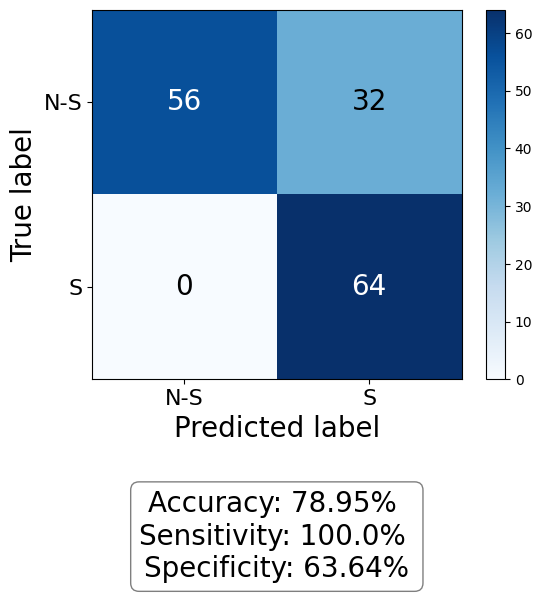 60
N-S
56
32
50
40
True label
30
20
S
0
64
10
0
N-S
S
Predicted label
Accuracy: 78.95%
Sensitivity: 100.0%
Specificity: 63.64%